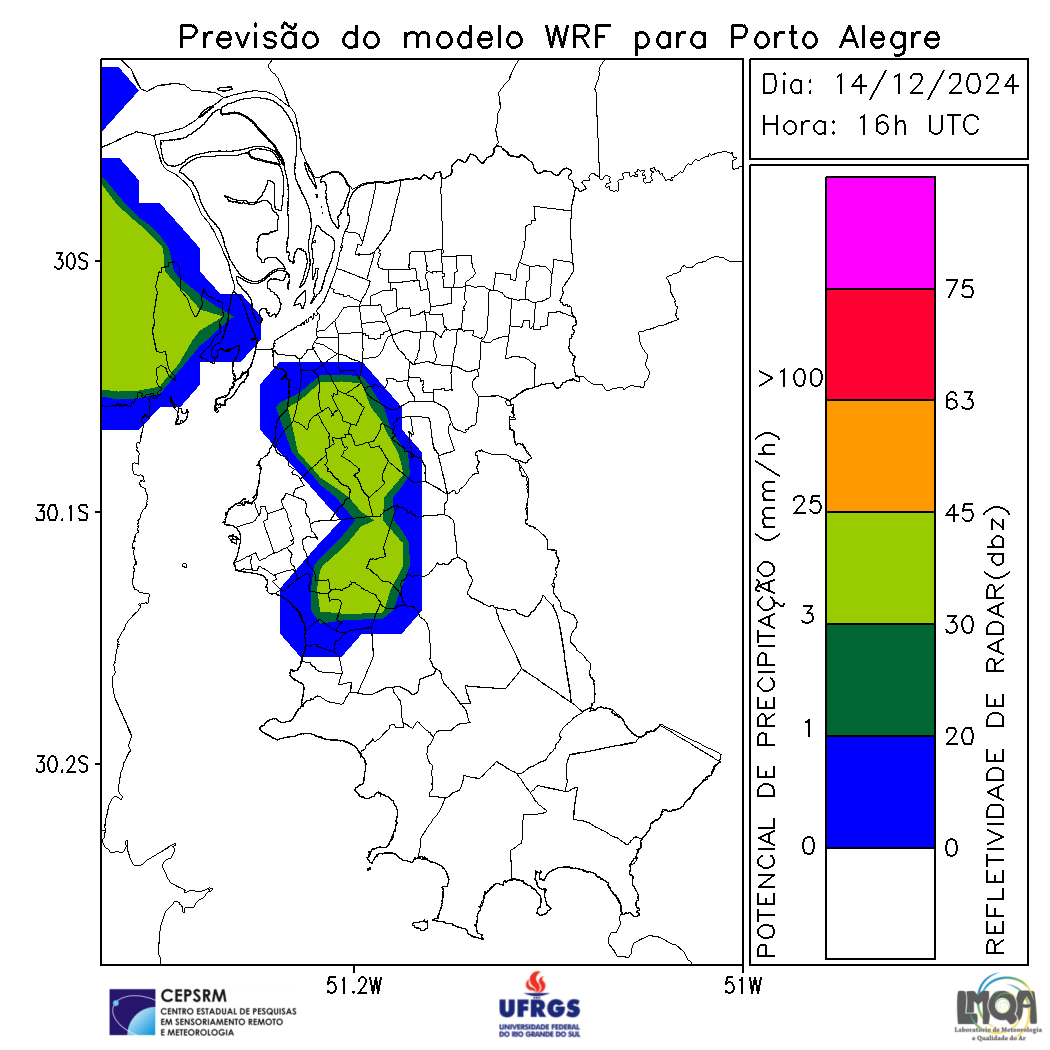 Previsão do modelo WRF para Porto Alegre
Dia: 14/12/2024
Hora: 16h UTC
30S
30.1S
30.2S
51.2W
51W
POTENCIAL DE PRECIPITAÇÃO (mm/h)
>100
25
3
1
0
75
63
45
30
20
0
REFLETIVIDADE DE RADAR(dbz)
CEPSRM
CENTRO ESTADUAL DE PESQUISAS
EM SENSORIAMENTO REMOTO
E METEOROLOGIA
UFRGS
UNIVERSIDADE FEDERAL
DO RIO GRANDE DO SUL
LMQA
Laboratório de Meteorologia
e Qualidade do Ar